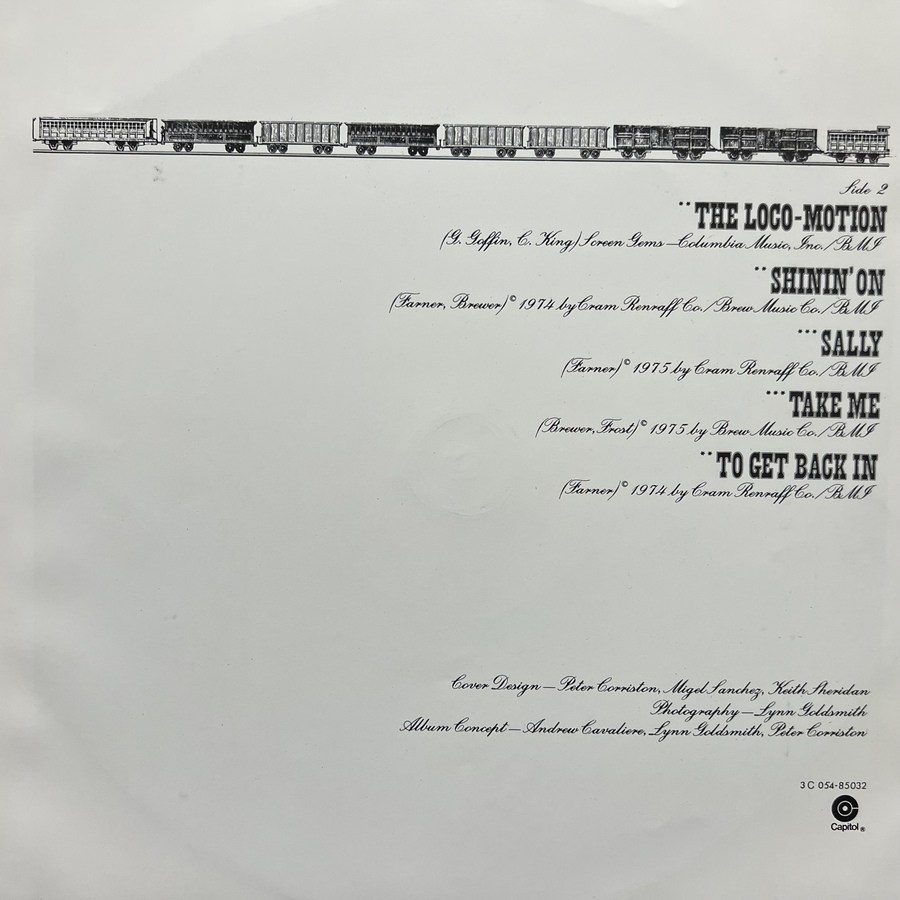 Side 2
¨THE LOCO-MOTION
(G. Goffin, C. King) Screen Gems—Columbia Music, Inc./BMI
¨SHININ' ON
(Farner, Brewer) © 1974 by Cram Renraff Co./Brew Music Co./BMI
···SALLY
(Farner) © 1975 by Cram Renraff Co./BMI
···TAKE ME
(Brewer, Frost) © 1975 by Brew Music Co./BMI
¨TO GET BACK IN
(Farner) © 1974 by Cram Renraff Co./BMI
Cover Design—Peter Corriston, Migel Sanchez, Keith Sheridan
Photography—Lynn Goldsmith
Album Concept—Andrew Cavaliere, Lynn Goldsmith, Peter Corriston
3C 054-85032
Capitol®